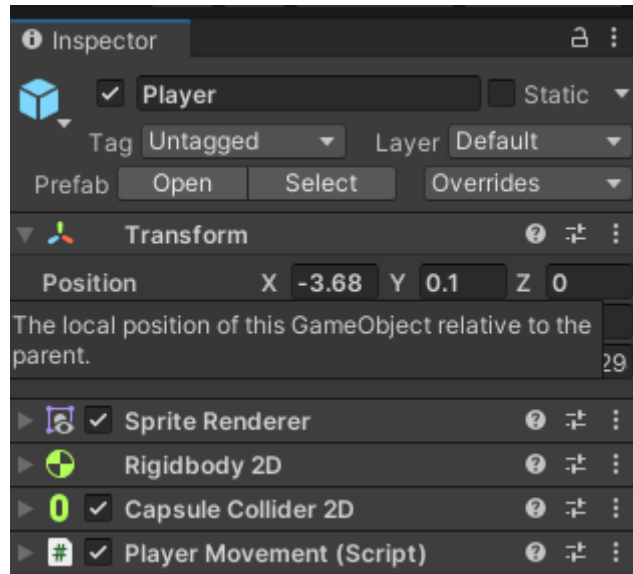 Inspector
Player Static
Tag Untagged Layer Default
Prefab Open Select Overrides
Transform
Position X -3.68 Y 0.1 Z 0
The local position of this GameObject relative to the
parent. 29
Sprite Renderer
Rigidbody 2D
Capsule Collider 2D
# Player Movement (Script)